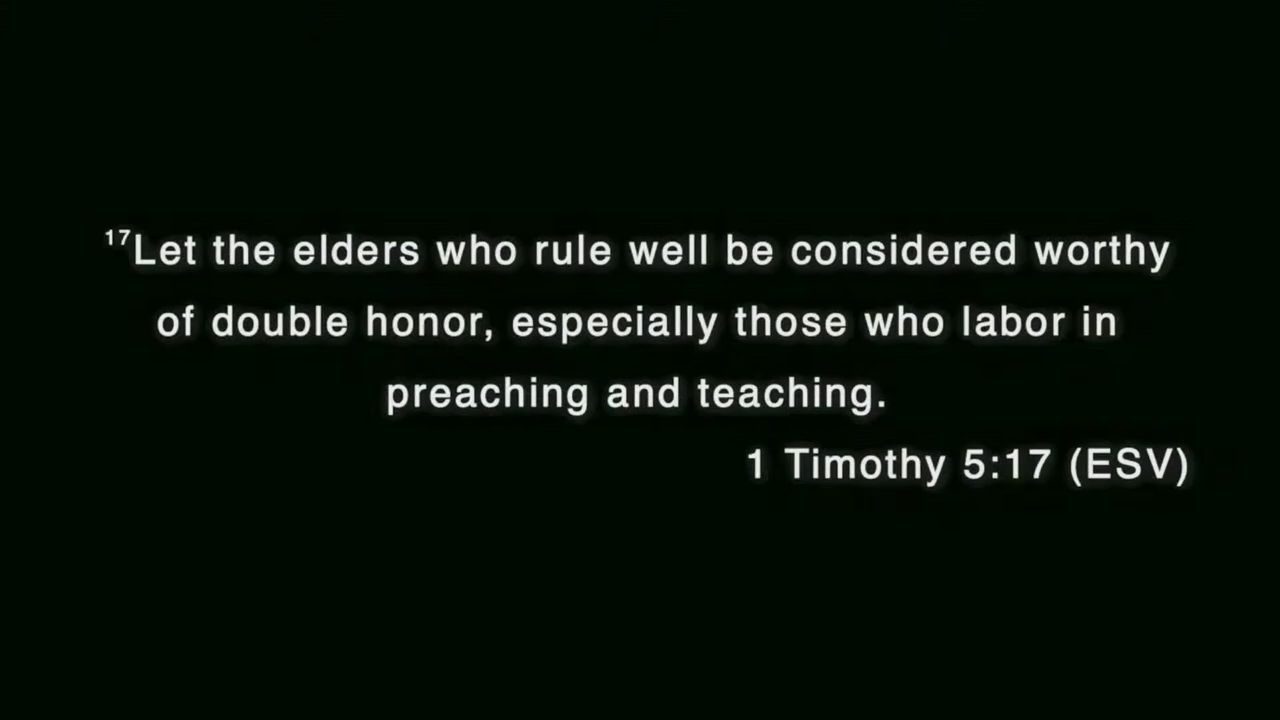 ¹⁷Let the elders who rule well be considered worthy
of double honor, especially those who labor in
preaching and teaching.
1 Timothy 5:17 (ESV)